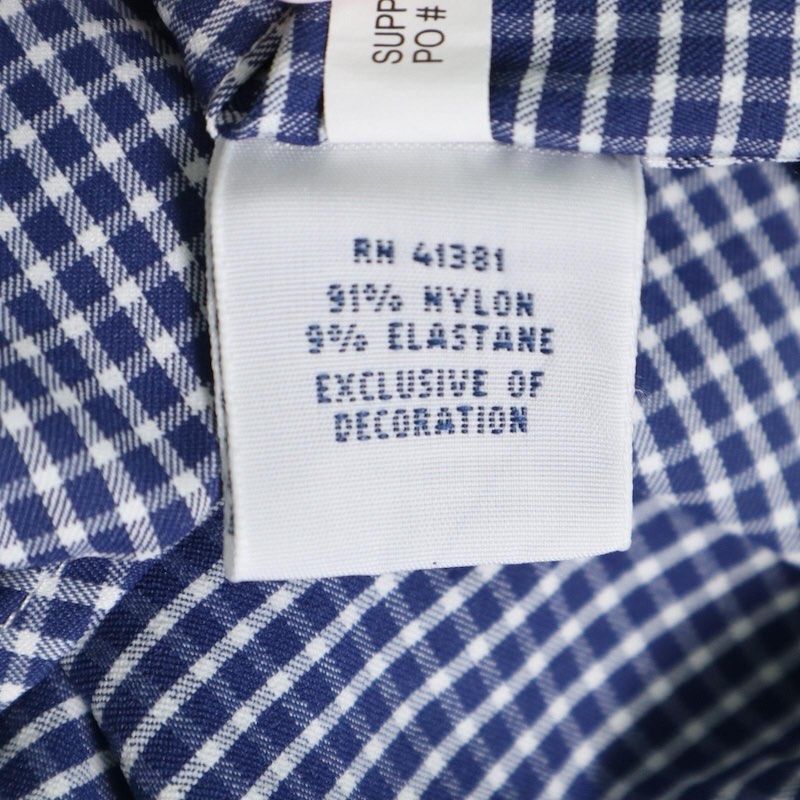 SUPP
PO #
RN 41381
91% NYLON
9% ELASTANE
EXCLUSIVE OF
DECORATION